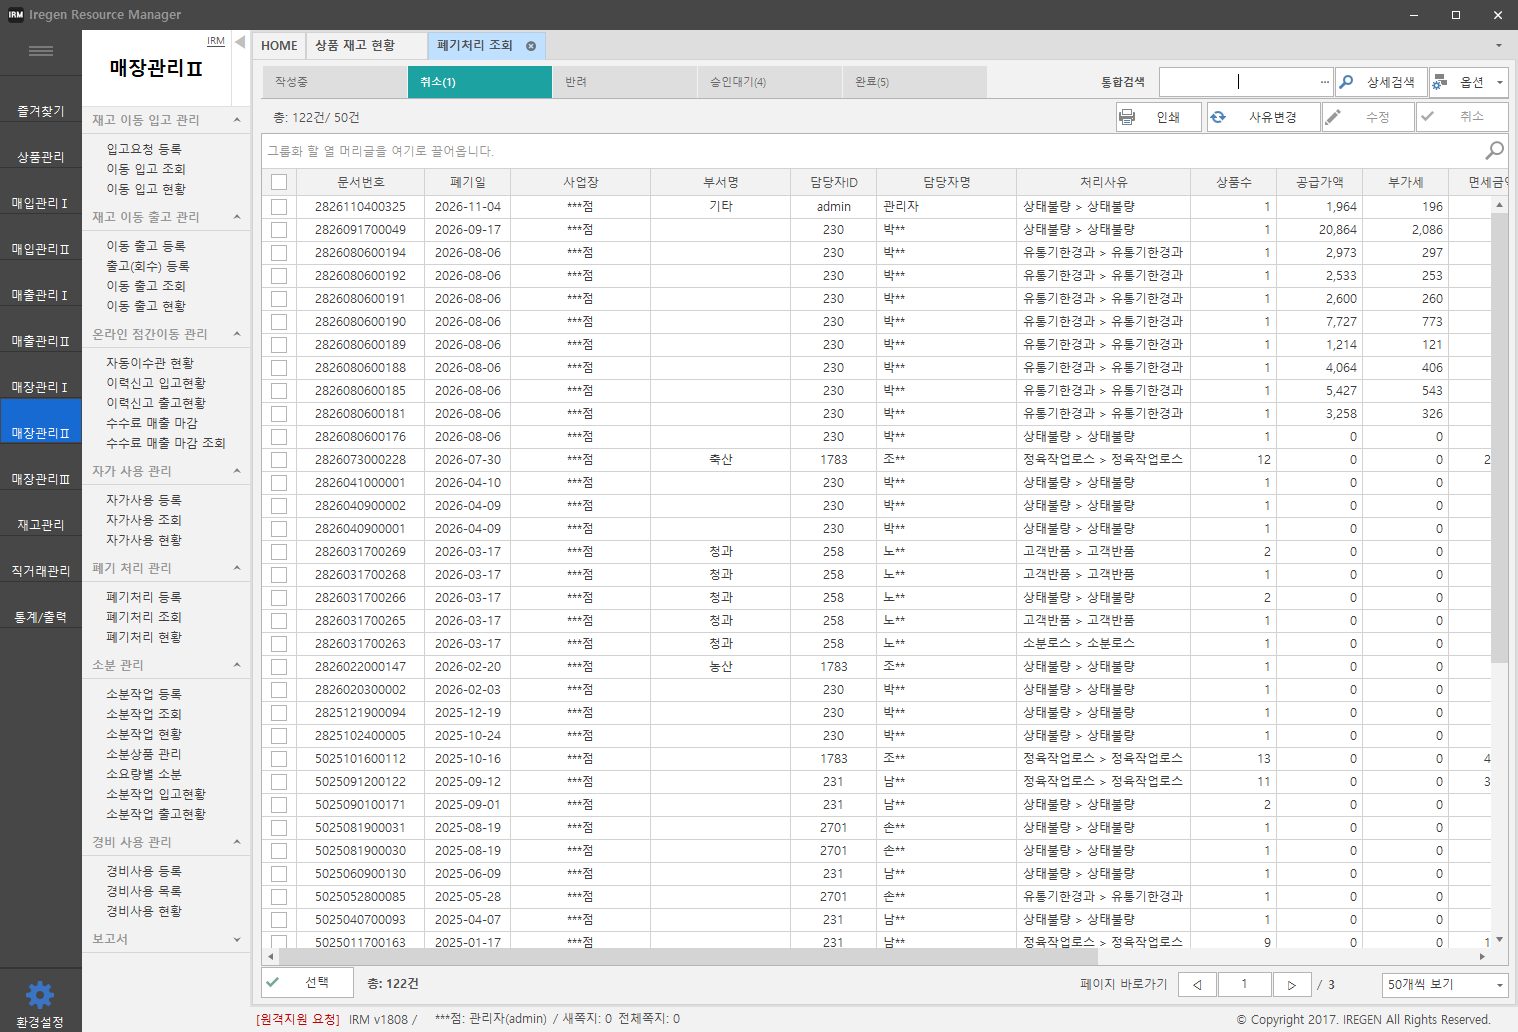 IRM Iregen Resource Manager
즐겨찾기
상품관리
매입관리Ⅰ
매입관리Ⅱ
매출관리Ⅰ
매출관리Ⅱ
매장관리Ⅰ
매장관리Ⅱ
매장관리Ⅲ
재고관리
직거래관리
통계/출력
환경설정
IRM
매장관리Ⅱ
재고 이동 입고 관리
입고요청 등록
이동 입고 조회
이동 입고 현황
재고 이동 출고 관리
이동 출고 등록
출고(회수) 등록
이동 출고 조회
이동 출고 현황
온라인 점간이동 관리
자동이수관 현황
이력신고 입고현황
이력신고 출고현황
수수료 매출 마감
수수료 매출 마감 조회
자가 사용 관리
자가사용 등록
자가사용 조회
자가사용 현황
폐기 처리 관리
폐기처리 등록
폐기처리 조회
폐기처리 현황
소분 관리
소분작업 등록
소분작업 조회
소분작업 현황
소분상품 관리
소요량별 소분
소분작업 입고현황
소분작업 출고현황
경비 사용 관리
경비사용 등록
경비사용 목록
경비사용 현황
보고서
HOME 상품 재고 현황 폐기처리 조회
작성중 취소(1) 반려 승인대기(4) 완료(5) 통합검색 ... 상세검색 옵션
총: 122건/ 50건 인쇄 사유변경 수정 취소
그룹화 할 열 머리글을 여기로 끌어옵니다.
문서번호 폐기일 사업장 부서명 담당자ID 담당자명 처리사유 상품수 공급가액 부가세 면세금액
2826110400325 2026-11-04 ***점 기타 admin 관리자 상태불량 > 상태불량 1 1,964 196
2826091700049 2026-09-17 ***점 230 박** 상태불량 > 상태불량 1 20,864 2,086
2826080600194 2026-08-06 ***점 230 박** 유통기한경과 > 유통기한경과 1 2,973 297
2826080600192 2026-08-06 ***점 230 박** 유통기한경과 > 유통기한경과 1 2,533 253
2826080600191 2026-08-06 ***점 230 박** 유통기한경과 > 유통기한경과 1 2,600 260
2826080600190 2026-08-06 ***점 230 박** 유통기한경과 > 유통기한경과 1 7,727 773
2826080600189 2026-08-06 ***점 230 박** 유통기한경과 > 유통기한경과 1 1,214 121
2826080600188 2026-08-06 ***점 230 박** 유통기한경과 > 유통기한경과 1 4,064 406
2826080600185 2026-08-06 ***점 230 박** 유통기한경과 > 유통기한경과 1 5,427 543
2826080600181 2026-08-06 ***점 230 박** 유통기한경과 > 유통기한경과 1 3,258 326
2826080600176 2026-08-06 ***점 230 박** 상태불량 > 상태불량 1 0 0
2826073000228 2026-07-30 ***점 축산 1783 조** 정육작업로스 > 정육작업로스 12 0 0 2
2826041000001 2026-04-10 ***점 230 박** 상태불량 > 상태불량 1 0 0
2826040900002 2026-04-09 ***점 230 박** 상태불량 > 상태불량 1 0 0
2826040900001 2026-04-09 ***점 230 박** 상태불량 > 상태불량 1 0 0
2826031700269 2026-03-17 ***점 청과 258 노** 고객반품 > 고객반품 2 0 0
2826031700268 2026-03-17 ***점 청과 258 노** 고객반품 > 고객반품 1 0 0
2826031700266 2026-03-17 ***점 청과 258 노** 상태불량 > 상태불량 2 0 0
2826031700265 2026-03-17 ***점 청과 258 노** 고객반품 > 고객반품 1 0 0
2826031700263 2026-03-17 ***점 청과 258 노** 소분로스 > 소분로스 1 0 0
2826022000147 2026-02-20 ***점 농산 1783 조** 상태불량 > 상태불량 1 0 0
2826020300002 2026-02-03 ***점 230 박** 상태불량 > 상태불량 1 0 0
2825121900094 2025-12-19 ***점 230 박** 상태불량 > 상태불량 1 0 0
2825102400005 2025-10-24 ***점 230 박** 상태불량 > 상태불량 1 0 0
5025101600112 2025-10-16 ***점 1783 조** 정육작업로스 > 정육작업로스 13 0 0 4
5025091200122 2025-09-12 ***점 231 남** 정육작업로스 > 정육작업로스 11 0 0 3
5025090100171 2025-09-01 ***점 231 남** 상태불량 > 상태불량 2 0 0
5025081900031 2025-08-19 ***점 2701 손** 상태불량 > 상태불량 1 0 0
5025081900030 2025-08-19 ***점 2701 손** 상태불량 > 상태불량 1 0 0
5025060900130 2025-06-09 ***점 231 남** 상태불량 > 상태불량 1 0 0
5025052800085 2025-05-28 ***점 2701 손** 유통기한경과 > 유통기한경과 1 0 0
5025040700093 2025-04-07 ***점 231 남** 상태불량 > 상태불량 1 0 0
5025011700163 2025-01-17 ***점 231 남** 정육작업로스 > 정육작업로스 9 0 0 1
선택 총: 122건 페이지 바로가기 1 / 3 50개씩 보기
[원격지원 요청] IRM v1808 / ***점: 관리자(admin) / 새쪽지: 0 전체쪽지: 0 © Copyright 2017. IREGEN All Rights Reserved.